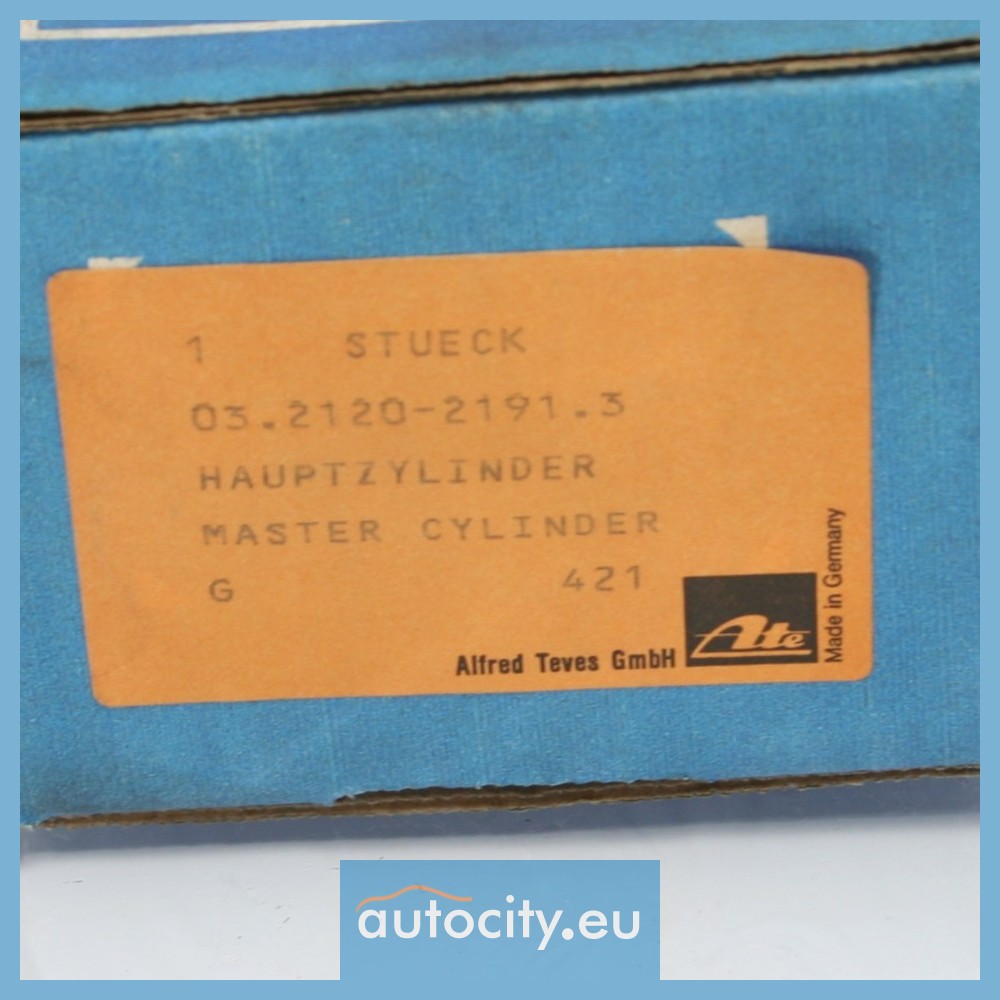 1 STUECK
03.2120-2191.3
HAUPTZYLINDER
MASTER CYLINDER
G 421
Alfred Teves GmbH
Ate
Made in Germany
autocity.eu